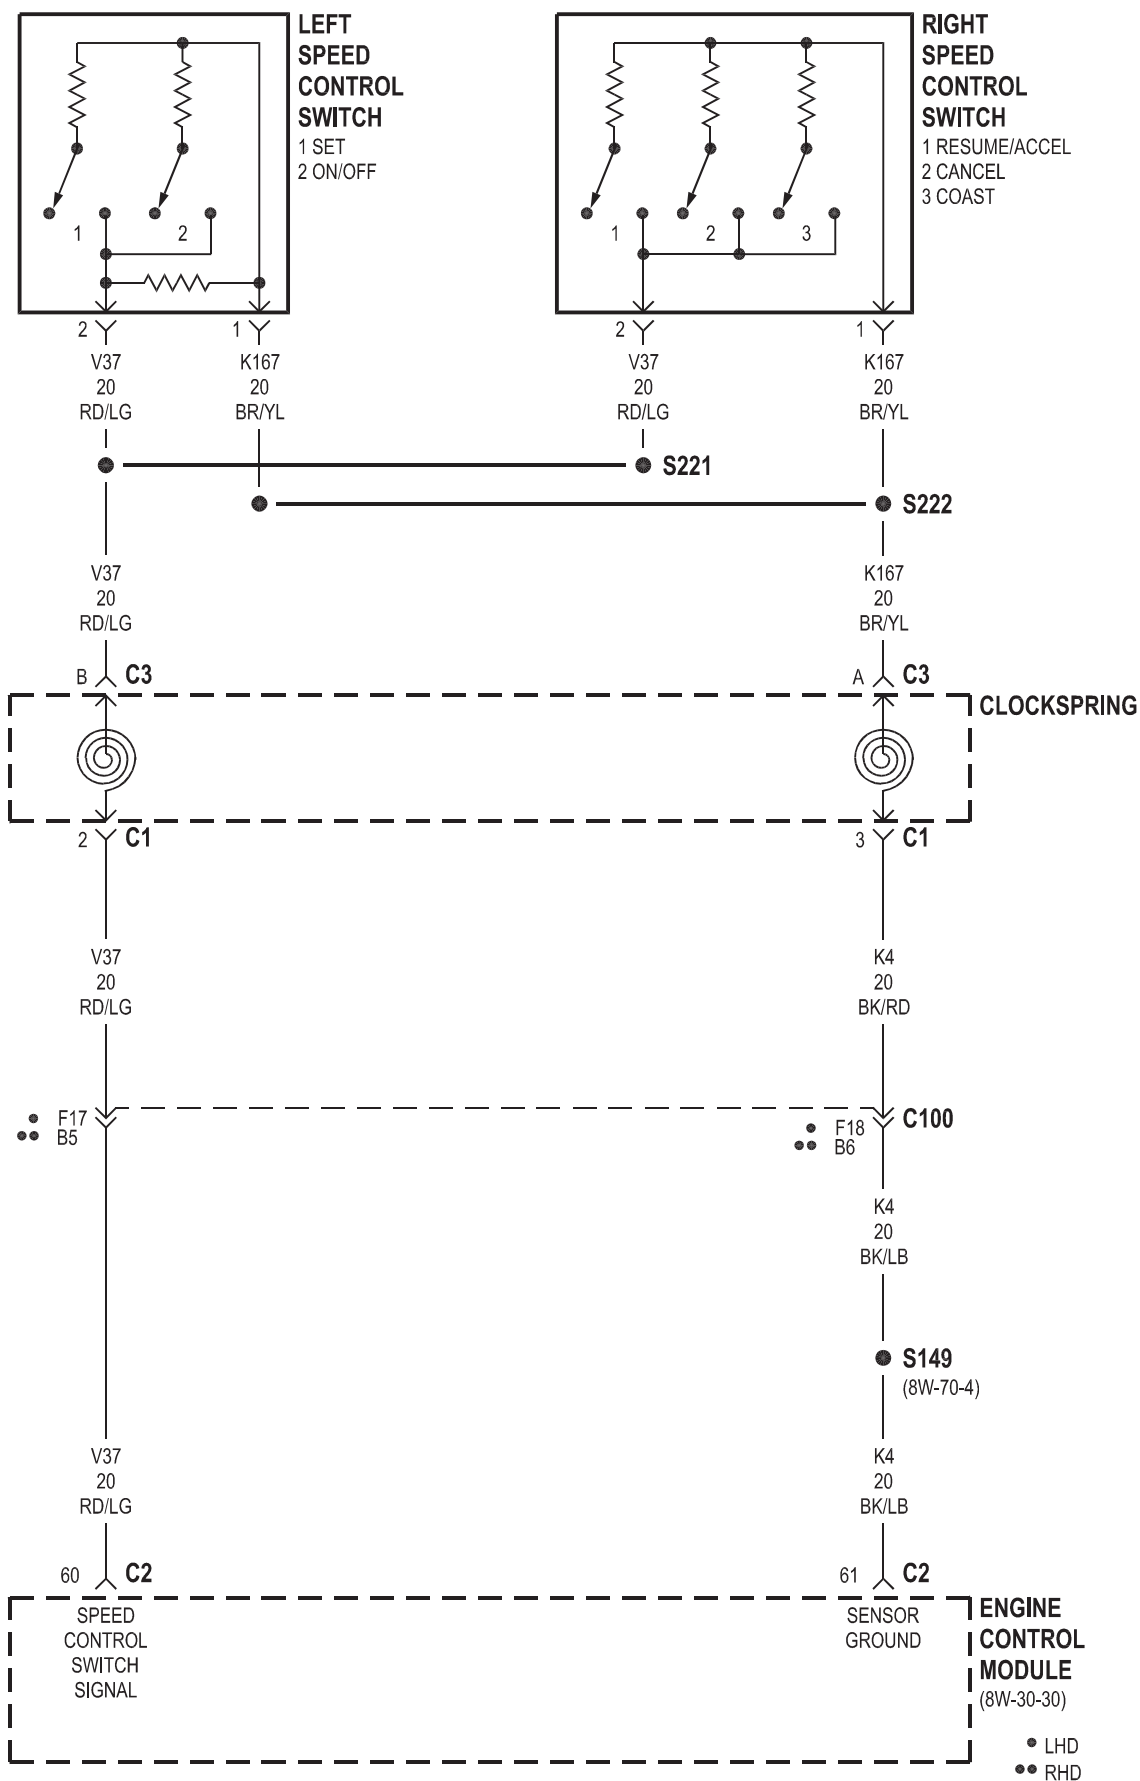 LEFT
SPEED
CONTROL
SWITCH
1 SET
2 ON/OFF
RIGHT
SPEED
CONTROL
SWITCH
1 RESUME/ACCEL
2 CANCEL
3 COAST
1
2
1
2
3
2
1
2
1
V37
20
RD/LG
K167
20
BR/YL
V37
20
RD/LG
K167
20
BR/YL
S221
S222
V37
20
RD/LG
K167
20
BR/YL
B
C3
A
C3
CLOCKSPRING
2
C1
3
C1
V37
20
RD/LG
K4
20
BK/RD
F17
B5
F18
B6
C100
K4
20
BK/LB
S149
(8W-70-4)
V37
20
RD/LG
K4
20
BK/LB
60
C2
61
C2
SPEED
CONTROL
SWITCH
SIGNAL
SENSOR
GROUND
ENGINE
CONTROL
MODULE
(8W-30-30)
LHD
RHD